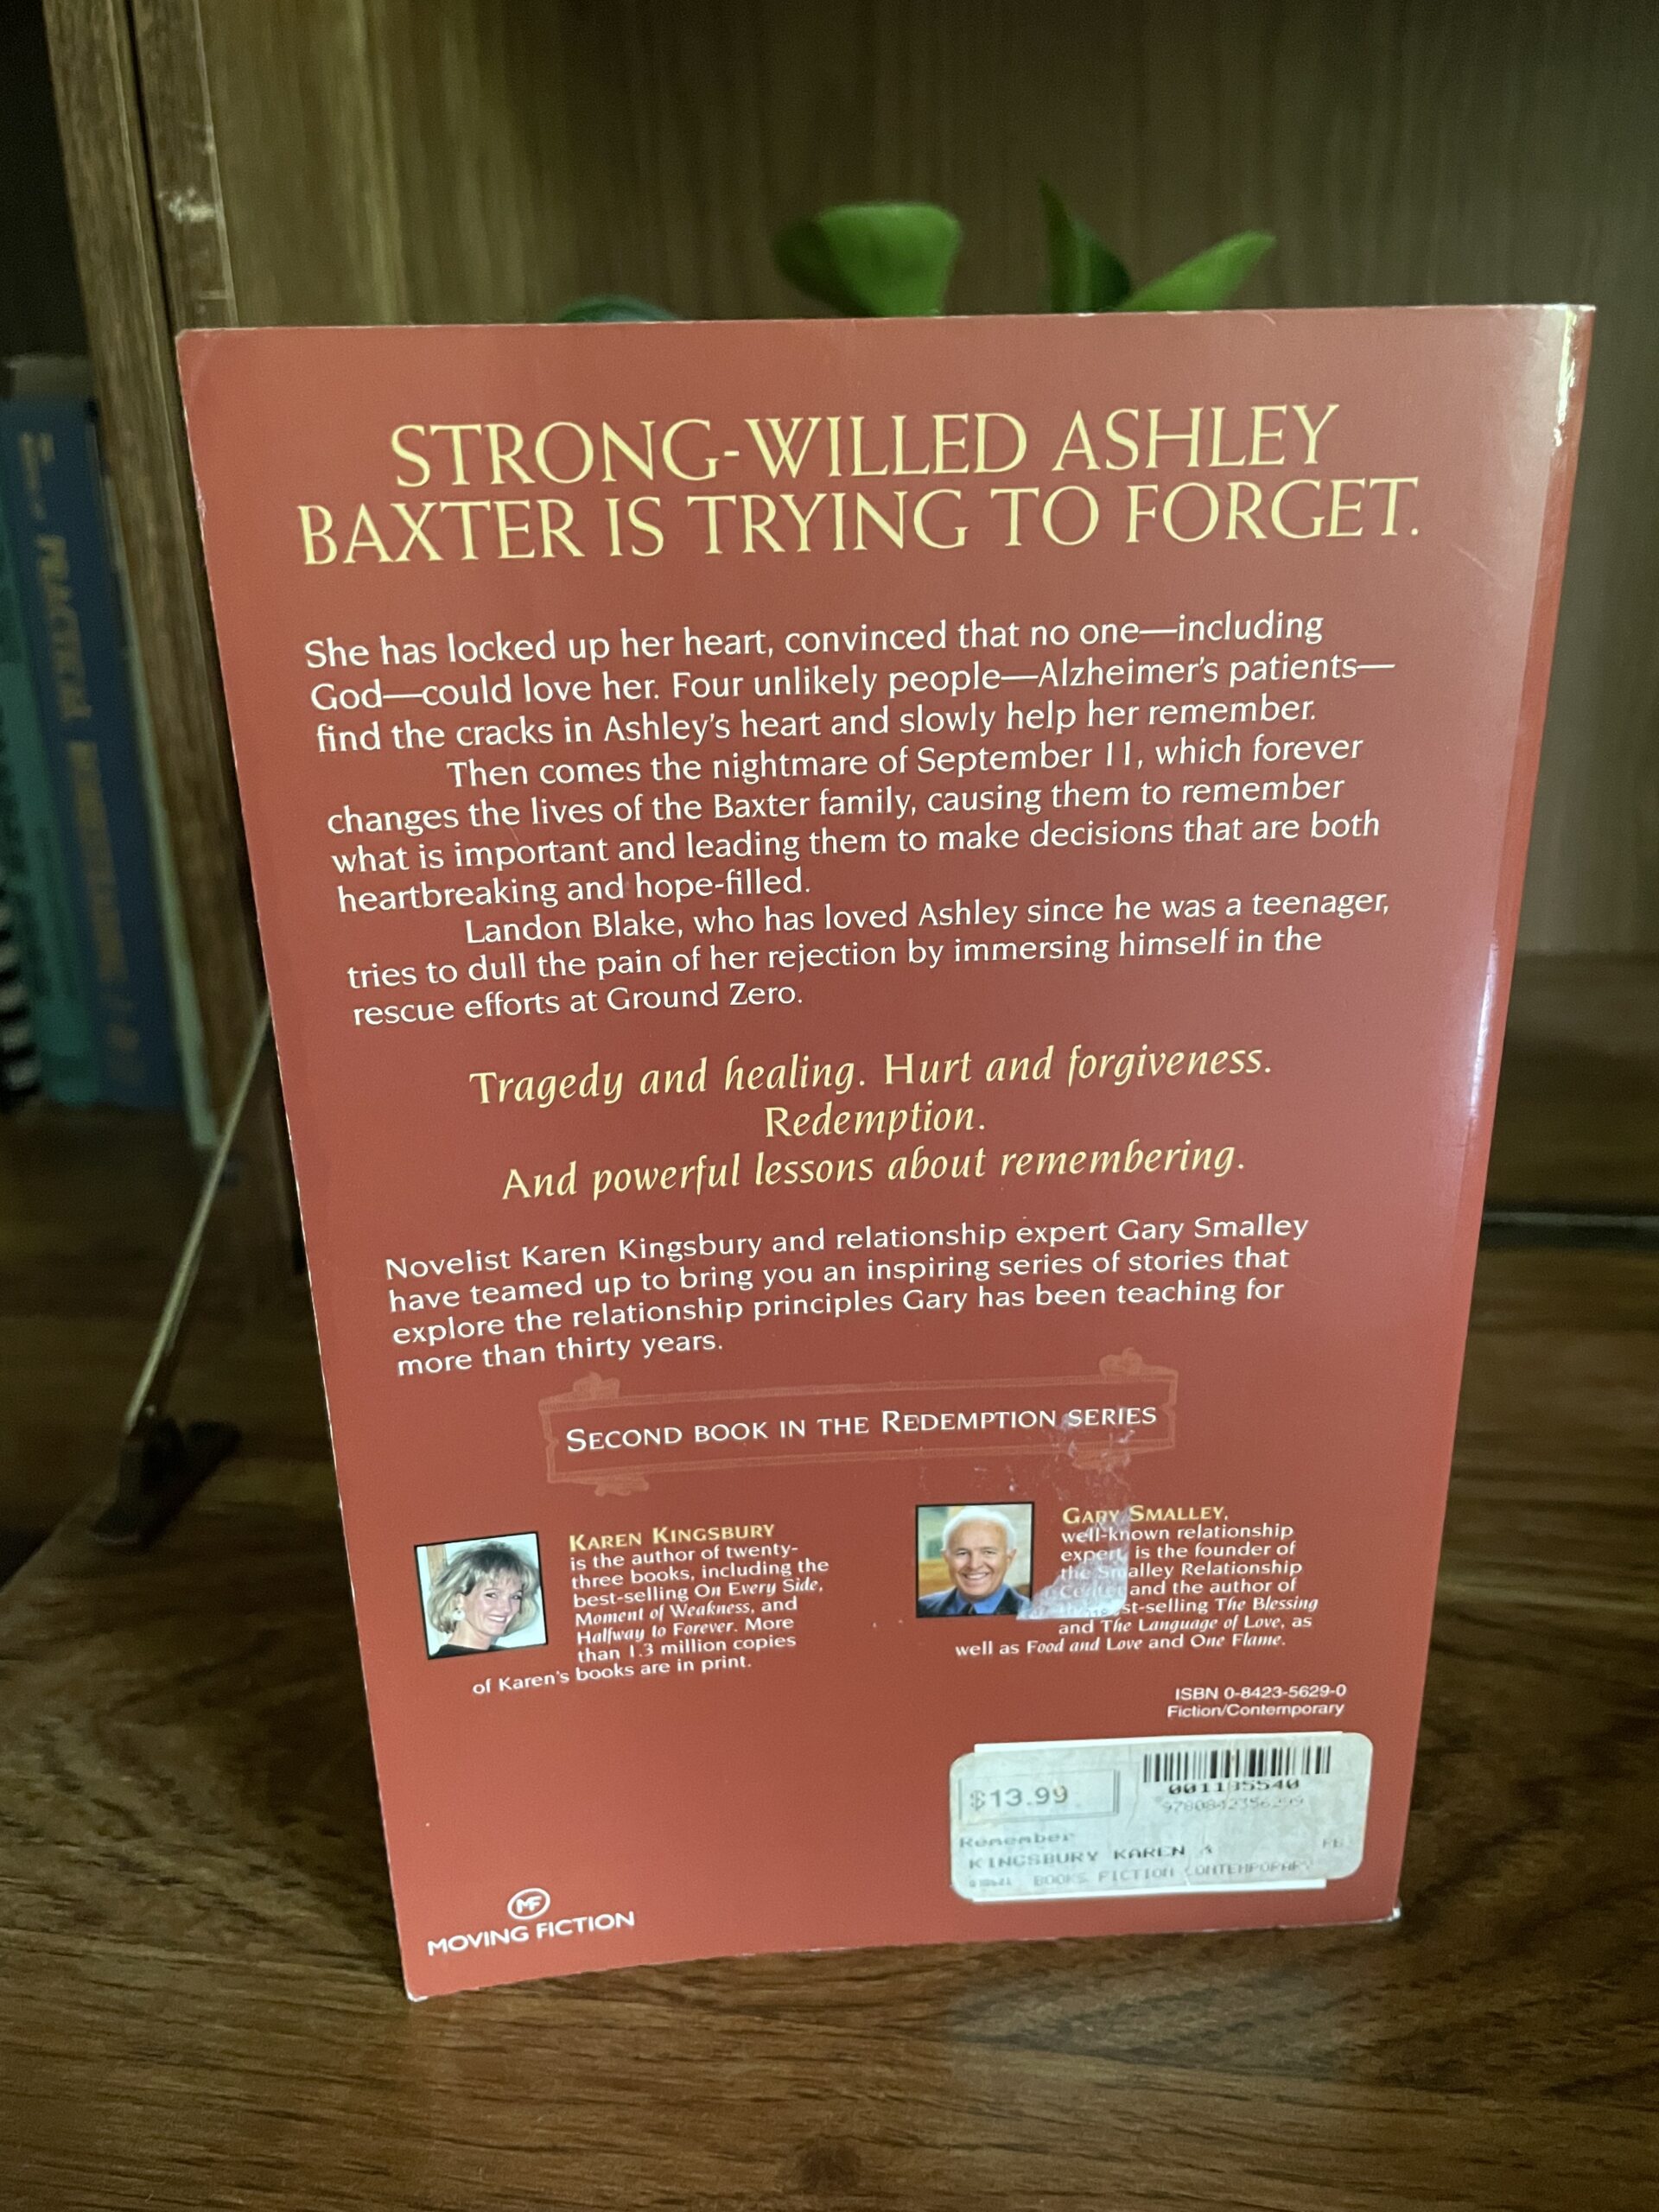 PRACTICAL
STRONG-WILLED ASHLEY
BAXTER IS TRYING TO FORGET.
She has locked up her heart, convinced that no one—including
God—could love her. Four unlikely people—Alzheimer's patients—
find the cracks in Ashley's heart and slowly help her remember.
Then comes the nightmare of September 11, which forever
changes the lives of the Baxter family, causing them to remember
what is important and leading them to make decisions that are both
heartbreaking and hope-filled.
Landon Blake, who has loved Ashley since he was a teenager,
tries to dull the pain of her rejection by immersing himself in the
rescue efforts at Ground Zero.
Tragedy and healing. Hurt and forgiveness.
Redemption.
And powerful lessons about remembering.
Novelist Karen Kingsbury and relationship expert Gary Smalley
have teamed up to bring you an inspiring series of stories that
explore the relationship principles Gary has been teaching for
more than thirty years.
SECOND BOOK IN THE REDEMPTION SERIES
KAREN KINGSBURY
is the author of twenty-
three books, including the
best-selling On Every Side,
Moment of Weakness, and
Halfway to Forever. More
than 1.3 million copies
of Karen's books are in print.
GARY SMALLEY,
well-known relationship
expert, is the founder of
the Smalley Relationship
Center and the author of
st-selling The Blessing
and The Language of Love, as
well as Food and Love and One Flame.
ISBN 0-8423-5629-0
Fiction/Contemporary
$13.99
001135540
Remember
KINGSBURY KAREN &
BOOKS FICTION CONTEMPORARY
MF
MOVING FICTION